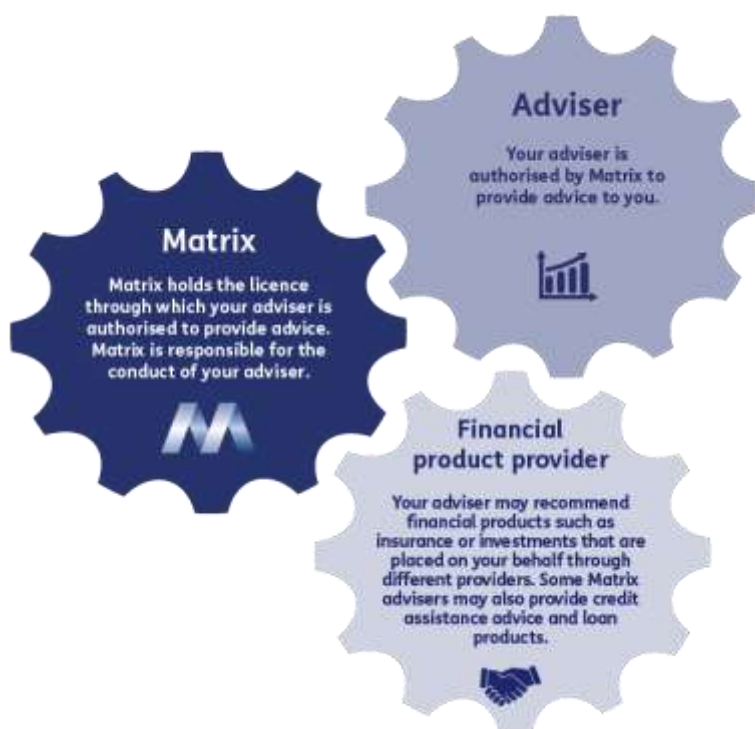 Adviser
Your adviser is
authorised by Matrix to
provide advice to you.
Matrix
Matrix holds the licence
through which your adviser is
authorised to provide advice.
Matrix is responsible for the
conduct of your adviser.
Financial
product provider
Your adviser may recommend
financial products such as
insurance or investments that are
placed on your behalf through
different providers. Some Matrix
advisers may also provide credit
assistance advice and loan
products.